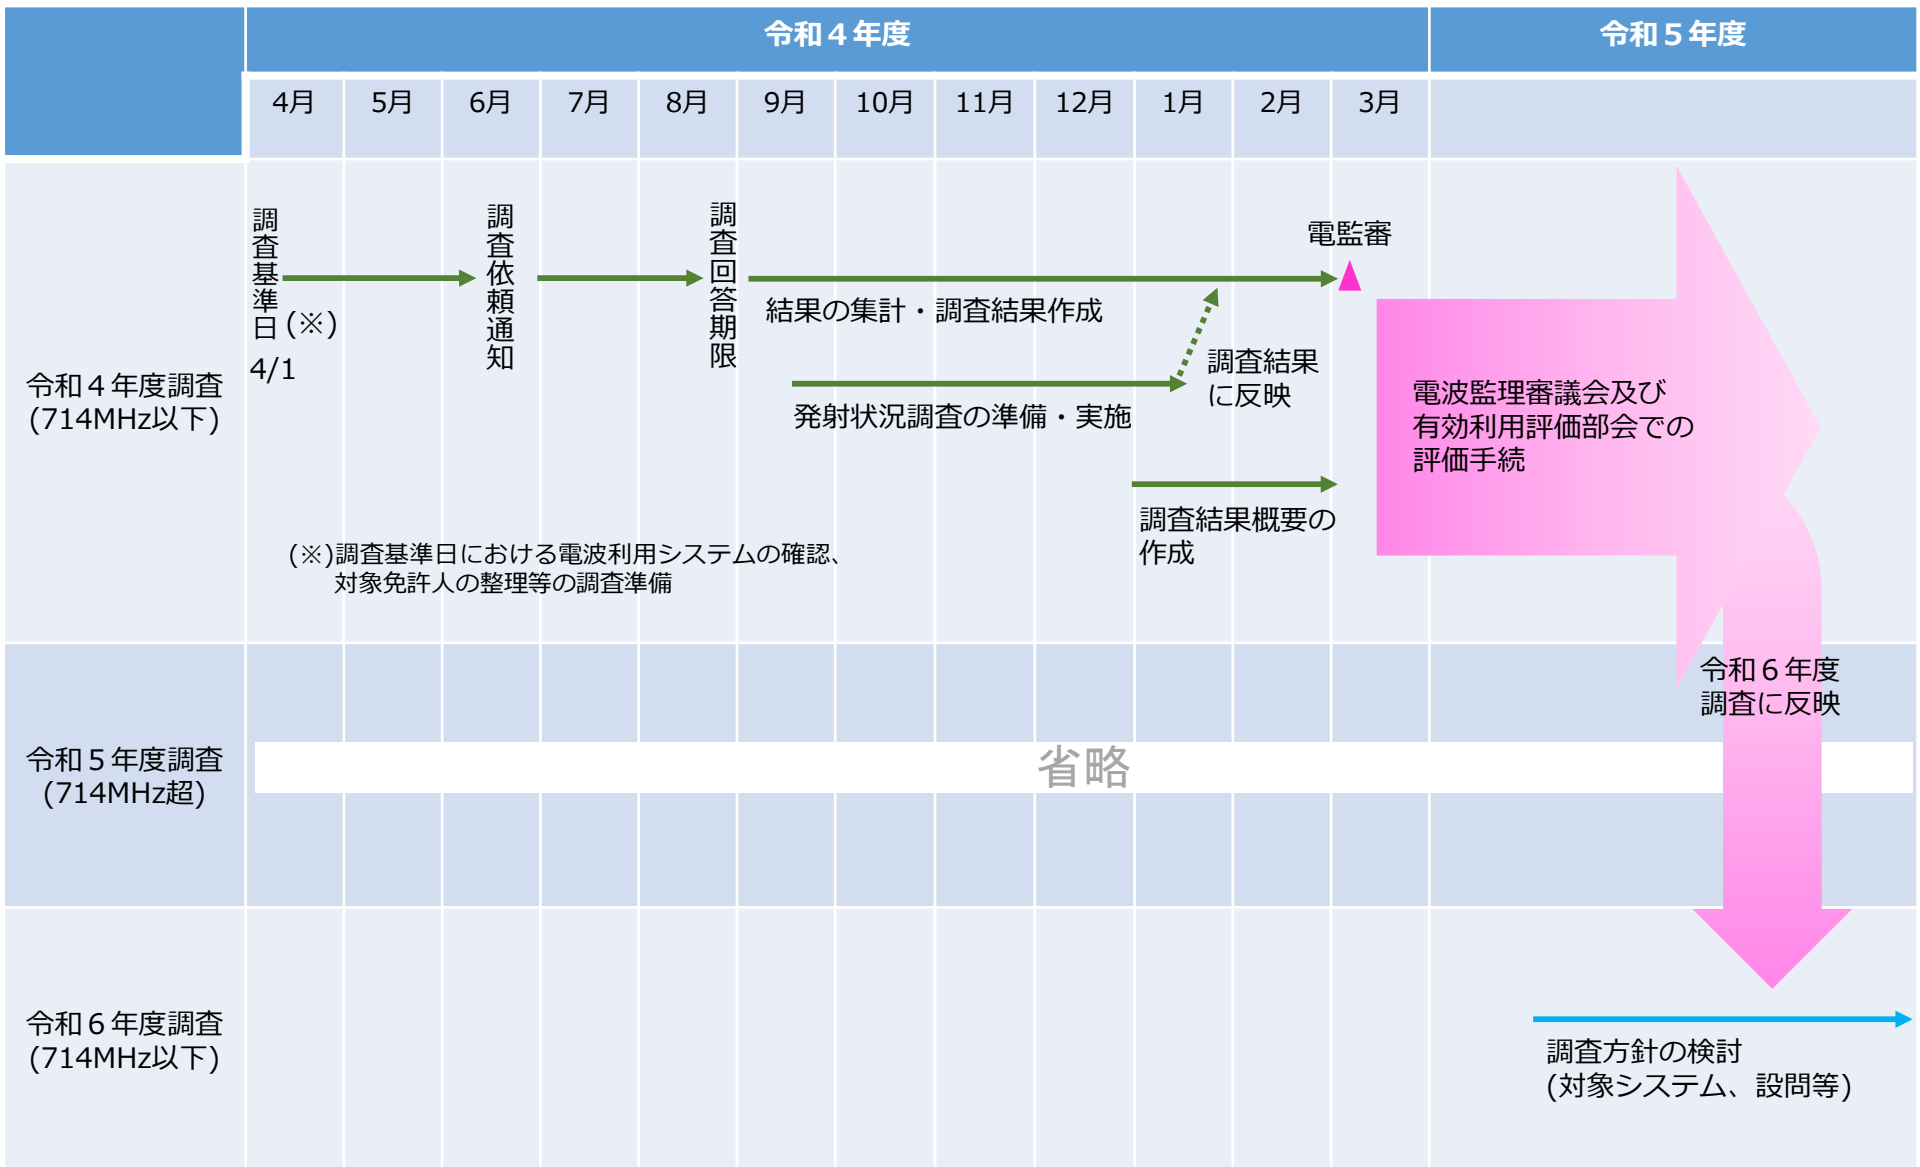 令和４年度
令和５年度
4月
5月
6月
7月
8月
9月
10月
11月
12月
1月
2月
3月
令和４年度調査
(714MHz以下)
調査基準日
(※)
4/1
調査依頼通知
調査回答期限
結果の集計・調査結果作成
電監審
調査結果
に反映
発射状況調査の準備・実施
調査結果概要の
作成
(※)調査基準日における電波利用システムの確認、
対象免許人の整理等の調査準備
電波監理審議会及び
有効利用評価部会での
評価手続
令和６年度
調査に反映
令和５年度調査
(714MHz超)
省略
令和６年度調査
(714MHz以下)
調査方針の検討
(対象システム、設問等)